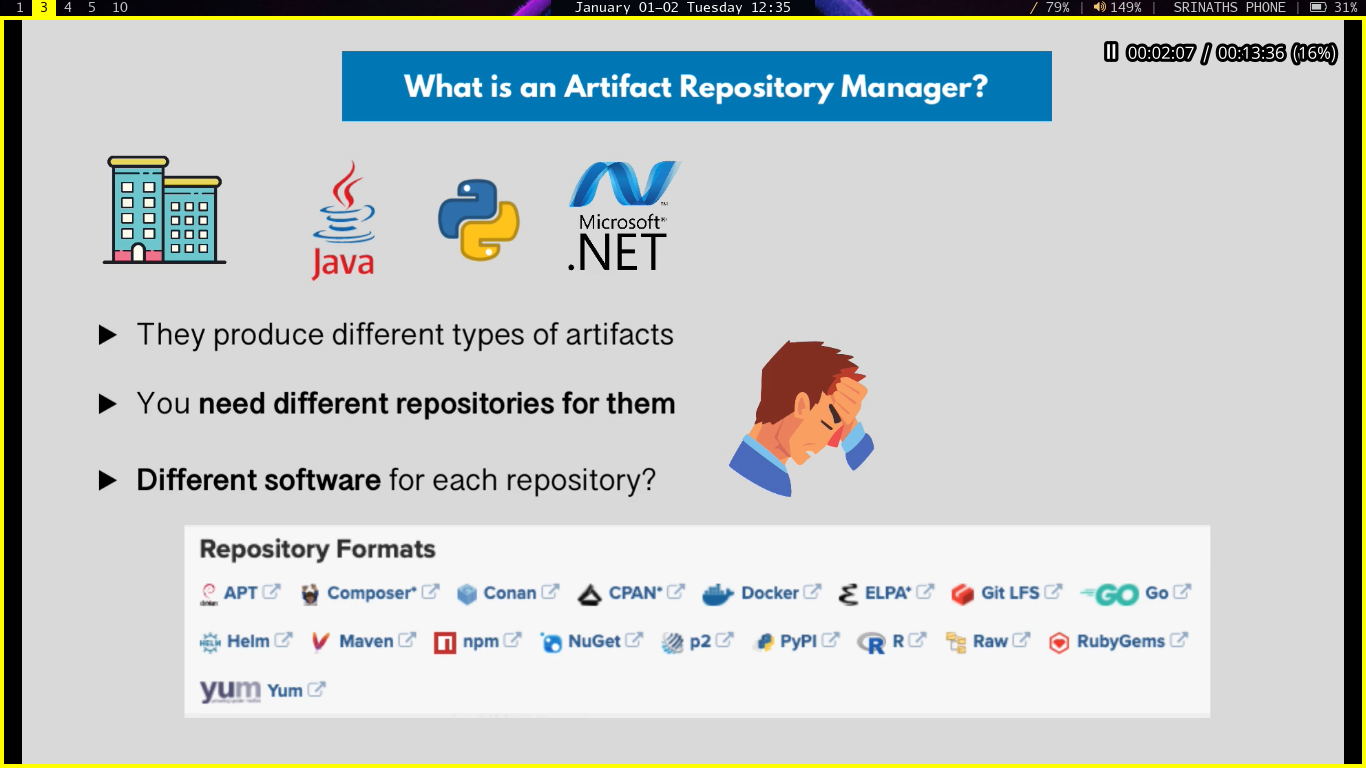 1 3 4 5 10 January 01–02 Tuesday 12:35 / 79% | 149% | SRINATHS PHONE | 31%
00:02:07 / 00:13:36 (16%)
What is an Artifact Repository Manager?
Java
Microsoft®
.NET
They produce different types of artifacts
You need different repositories for them
Different software for each repository?
Repository Formats
APT Composer* Conan CPAN* Docker ELPA* Git LFS GO Go
HELM Helm Maven npm NuGet p2 PyPI R R Raw RubyGems
yum Yum